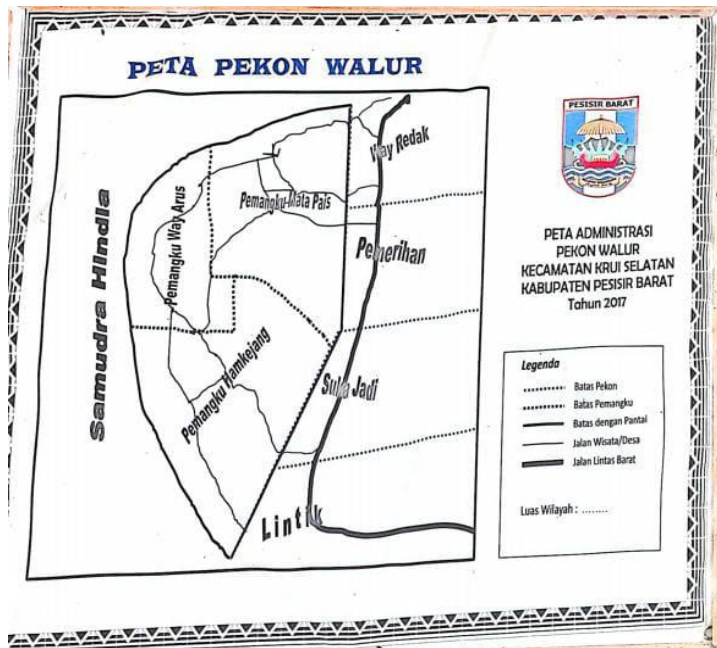 PETA PEKON WALUR
Samudra Hindia
Way Redak
Pemangku Mata Pais
Pemangku Way Arus
Pemerihan
Pemangku Hamkejang
Suka Jadi
Lintik
PESISIR BARAT
PETA ADMINISTRASI
PEKON WALUR
KECAMATAN KRUI SELATAN
KABUPATEN PESISIR BARAT
Tahun 2017
Legenda
Batas Pekon
Batas Pemangku
Batas dengan Pantai
Jalan Wisata/Desa
Jalan Lintas Barat
Luas Wilayah : ........